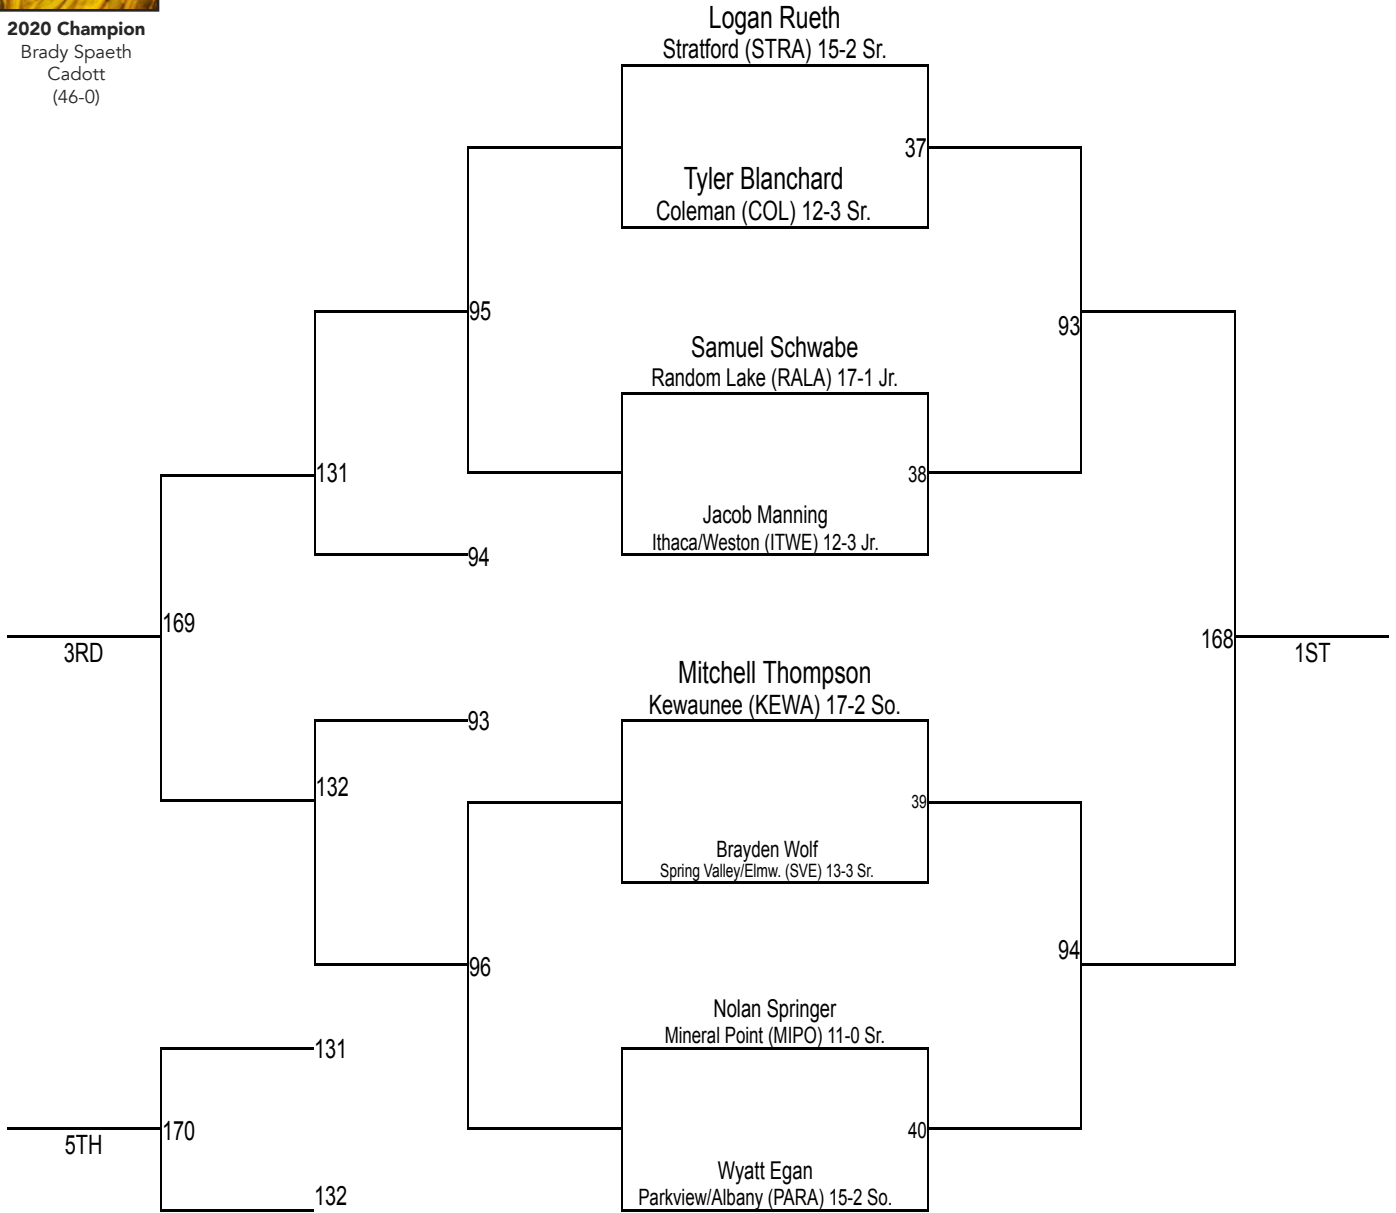 2020 Champion
Brady Spaeth
Cadott
(46-0)
Logan Rueth
Stratford (STRA) 15-2 Sr.
37
Tyler Blanchard
Coleman (COL) 12-3 Sr.
95
93
Samuel Schwabe
Random Lake (RALA) 17-1 Jr.
131
38
Jacob Manning
Ithaca/Weston (ITWE) 12-3 Jr.
94
169
3RD
168
1ST
Mitchell Thompson
Kewaunee (KEWA) 17-2 So.
93
132
39
Brayden Wolf
Spring Valley/Elmw. (SVE) 13-3 Sr.
96
94
Nolan Springer
Mineral Point (MIPO) 11-0 Sr.
131
170
5TH
40
Wyatt Egan
Parkview/Albany (PARA) 15-2 So.
132